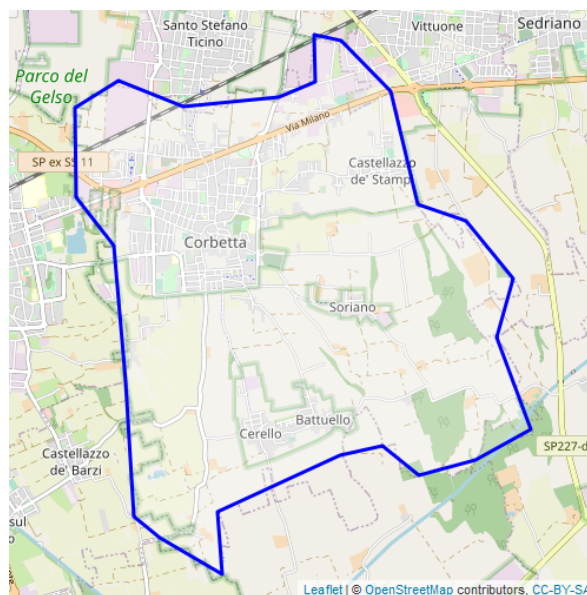 Santo Stefano
Ticino
Vittuone
Sedriano
Parco del
Gelso
Via Milano
SP ex SS 11
Castellazzo
de' Stampi
Corbetta
Soriano
Battuello
Cerello
Castellazzo
de' Barzi
SP227-d
sul
Leaflet | © OpenStreetMap contributors, CC-BY-SA